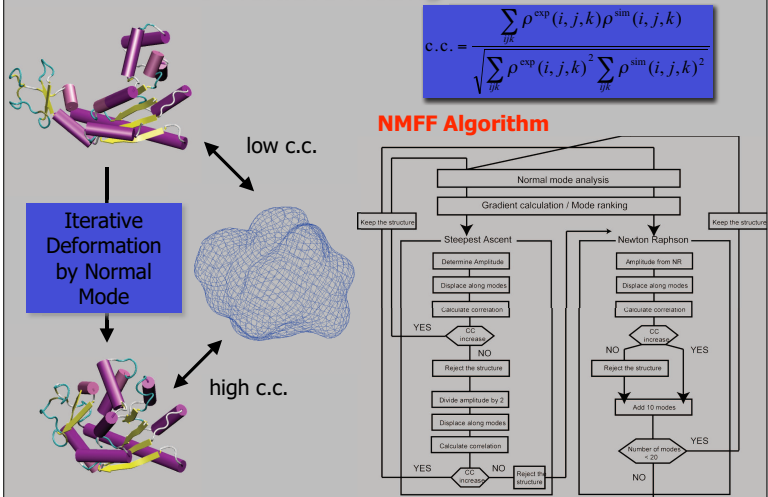 c.c. = ∑ijk ρ^exp(i, j, k)ρ^sim(i, j, k) / √(∑ijk ρ^exp(i, j, k)² ∑ijk ρ^sim(i, j, k)²)
low c.c.
Iterative
Deformation
by Normal
Mode
high c.c.
NMFF Algorithm
Normal mode analysis
Gradient calculation / Mode ranking
Keep the structure
Keep the structure
Steepest Ascent
Determine Amplitude
Displace along modes
Calculate correlation
YES
CC
increase
NO
Reject the structure
Divide amplitude by 2
Displace along modes
Calculate correlation
YES
CC
increase
NO
Reject the
structure
Newton Raphson
Amplitude from NR
Displace along modes
Calculate correlation
CC
increase
NO
YES
Reject the structure
Add 10 modes
Number of modes
< 20
YES
NO